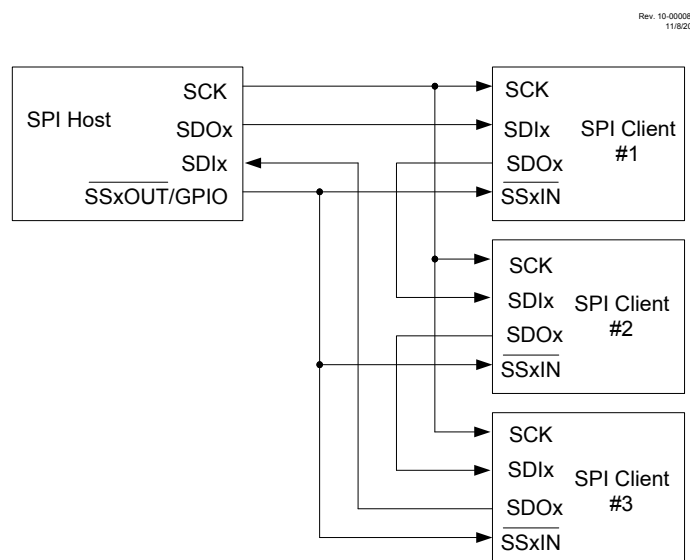 Rev. 10-00008
11/8/20
SPI Host
SCK
SDOx
SDIx
SSxOUT/GPIO
SCK
SDIx
SDOx
SSxIN
SPI Client
#1
SCK
SDIx
SDOx
SSxIN
SPI Client
#2
SCK
SDIx
SDOx
SSxIN
SPI Client
#3